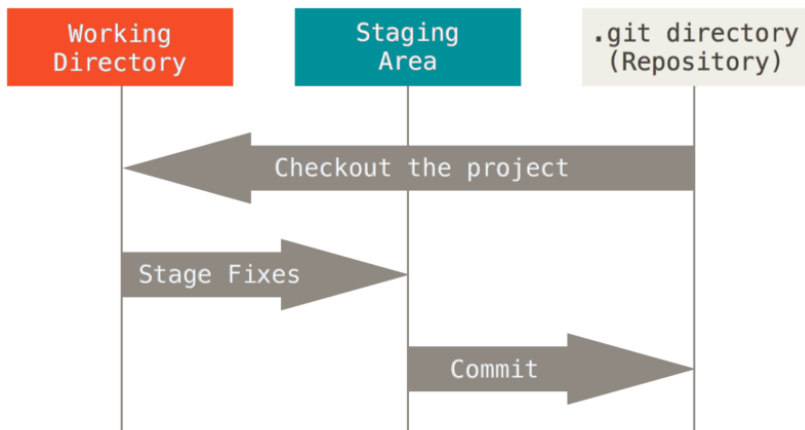 Working
Directory
Staging
Area
.git directory
(Repository)
Checkout the project
Stage Fixes
Commit